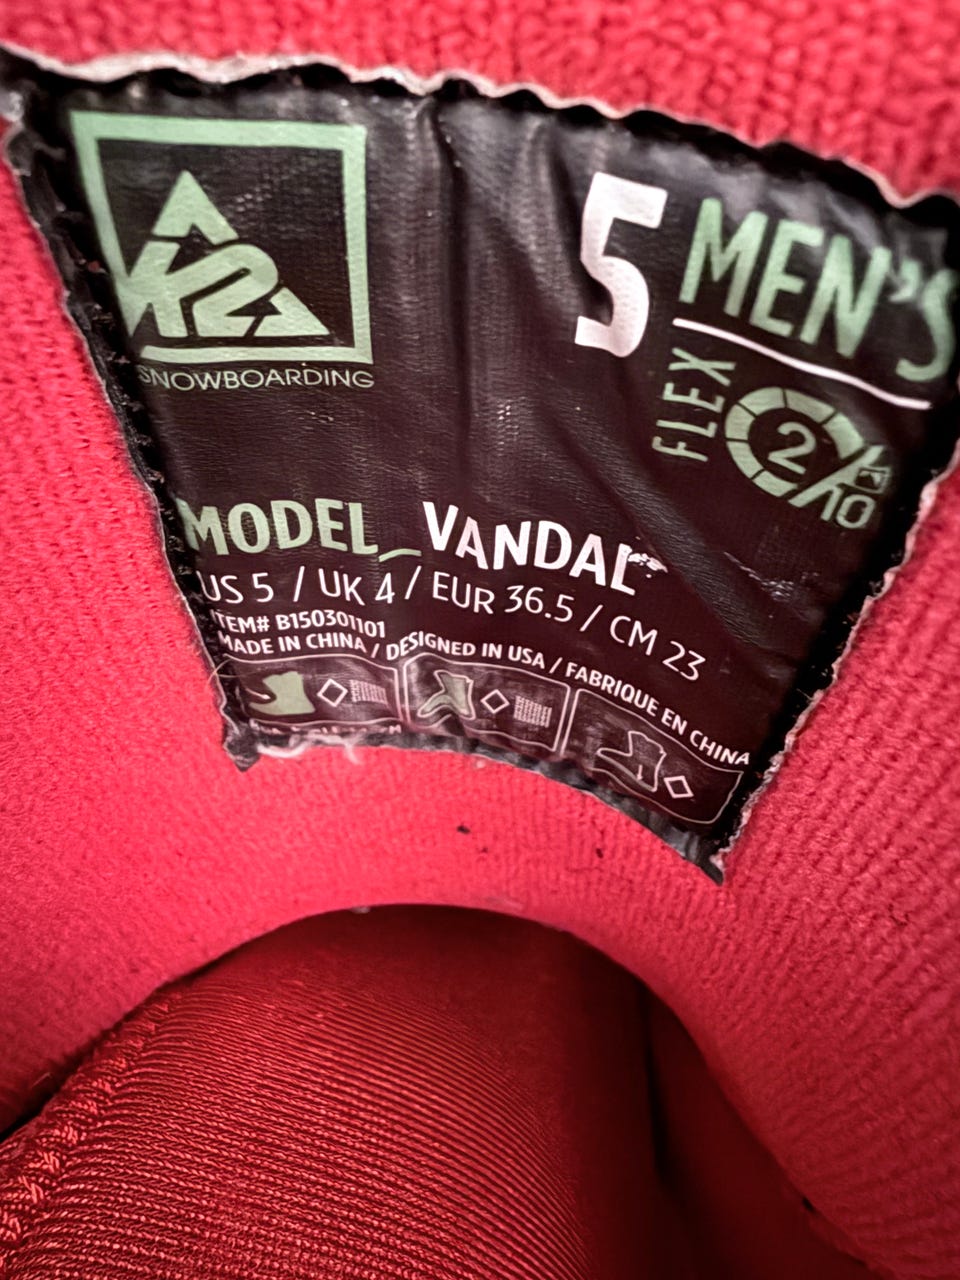 K2
SNOWBOARDING
5 MEN'S
FLEX 2/10
MODEL_VANDAL
US 5 / UK 4 / EUR 36.5 / CM 23
ITEM# B150301101
MADE IN CHINA / DESIGNED IN USA / FABRIQUE EN CHINA